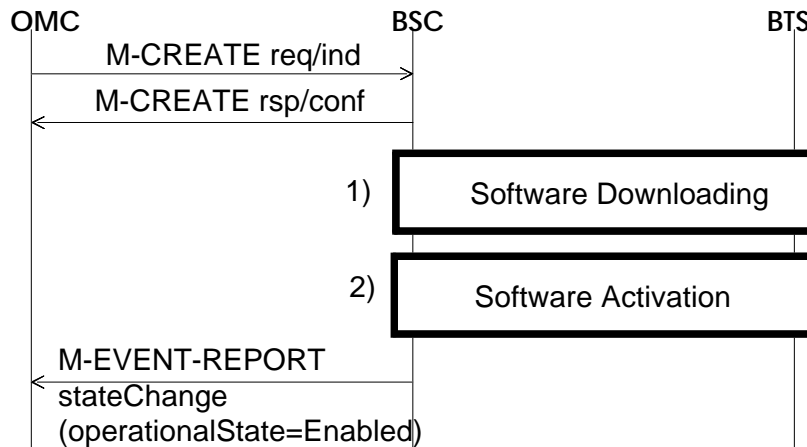 OMC BSC BTS
M-CREATE req/ind
M-CREATE rsp/conf
1) Software Downloading
2) Software Activation
M-EVENT-REPORT
stateChange
(operationalState=Enabled)